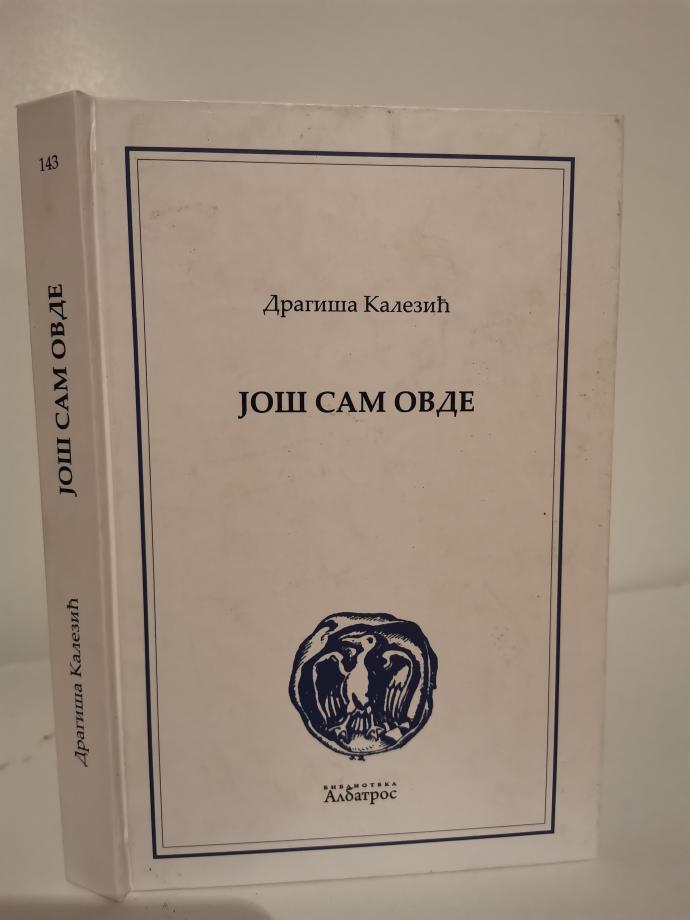 143
ЈОШ САМ ОВДЕ
Драгиша Калезић
Драгиша Калезић
ЈОШ САМ ОВДЕ
БИБЛИОТЕКА
Албатрос